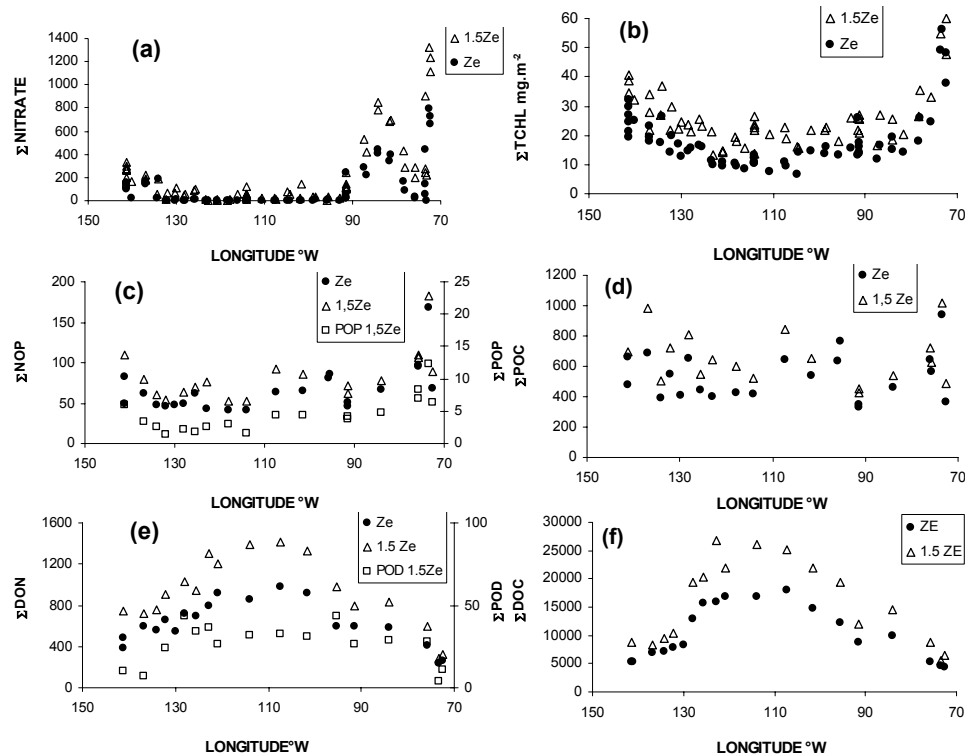 (a)
△ 1.5Ze
● Ze
ΣNITRATE
1400
1200
1000
800
600
400
200
0
150 130 110 90 70
LONGITUDE °W
(b)
△ 1.5Ze
● Ze
ΣTCHL mg.m-2
60
50
40
30
20
10
0
150 130 110 90 70
LONGITUDE °W
(c)
● Ze
△ 1,5Ze
□ POP 1,5Ze
ΣNOP
200
150
100
50
0
25
20
15
10
5
0
ΣPOP
150 130 110 90 70
LONGITUDE °W
(d)
● Ze
△ 1,5 Ze
ΣPOC
1200
1000
800
600
400
200
0
150 130 110 90 70
LONGITUDE °W
(e)
● Ze
△ 1.5 Ze
□ POD 1.5Ze
ΣDON
1600
1200
800
400
0
100
50
0
ΣPOD
150 130 110 90 70
LONGITUDE°W
(f)
● ZE
△ 1.5 ZE
ΣDOC
30000
25000
20000
15000
10000
5000
0
150 130 110 90 70
LONGITUDE °W